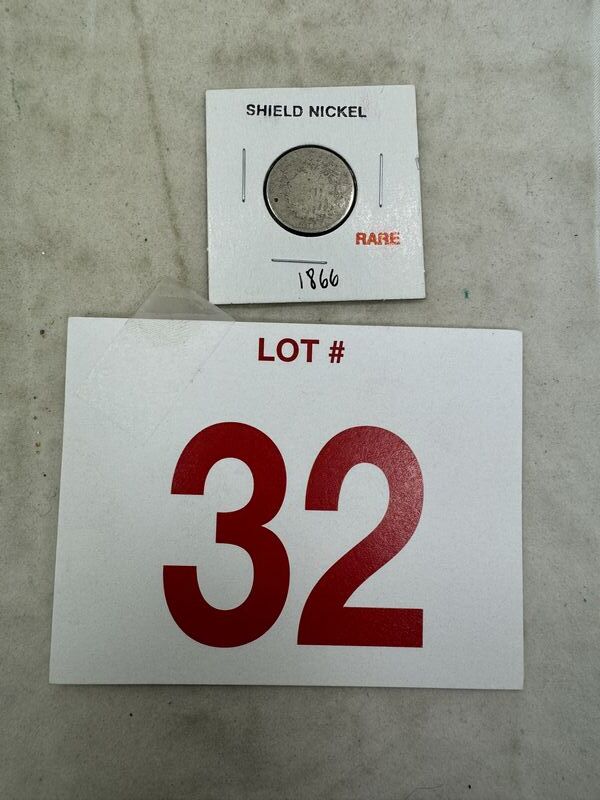 SHIELD NICKEL
RARE
1866
LOT #
32